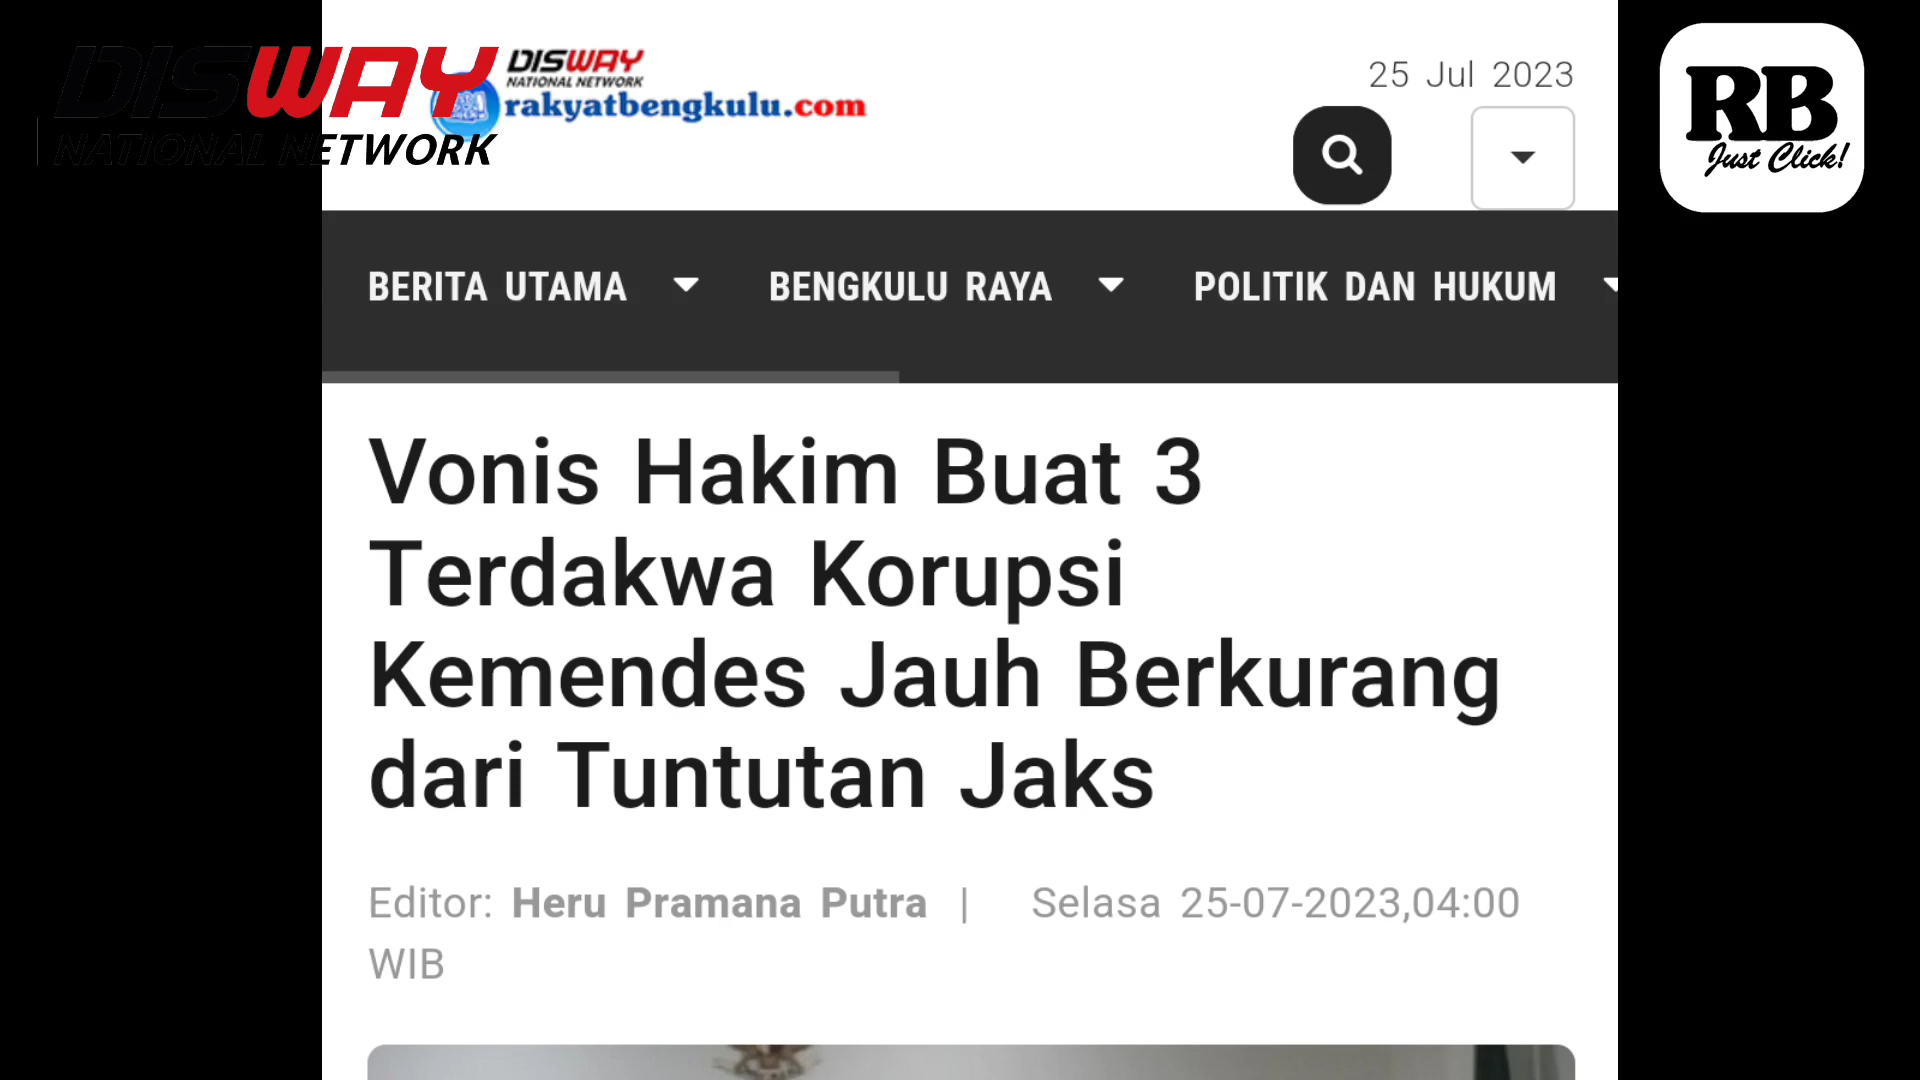 DISWAY
NATIONAL NETWORK
DISWAY
NATIONAL NETWORK
rakyatbengkulu.com
25 Jul 2023
RB
Just Click!
BERITA UTAMA BENGKULU RAYA POLITIK DAN HUKUM
Vonis Hakim Buat 3
Terdakwa Korupsi
Kemendes Jauh Berkurang
dari Tuntutan Jaks
Editor: Heru Pramana Putra | Selasa 25-07-2023,04:00
WIB